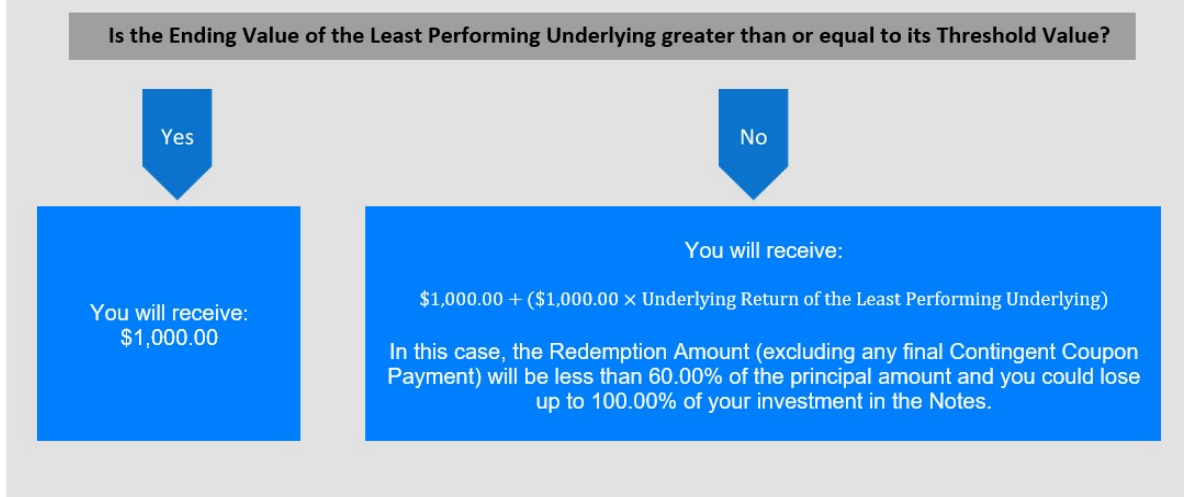 Is the Ending Value of the Least Performing Underlying greater than or equal to its Threshold Value?
Yes
No
You will receive:
$1,000.00
You will receive:
$1,000.00 + ($1,000.00 × Underlying Return of the Least Performing Underlying)
In this case, the Redemption Amount (excluding any final Contingent Coupon
Payment) will be less than 60.00% of the principal amount and you could lose
up to 100.00% of your investment in the Notes.